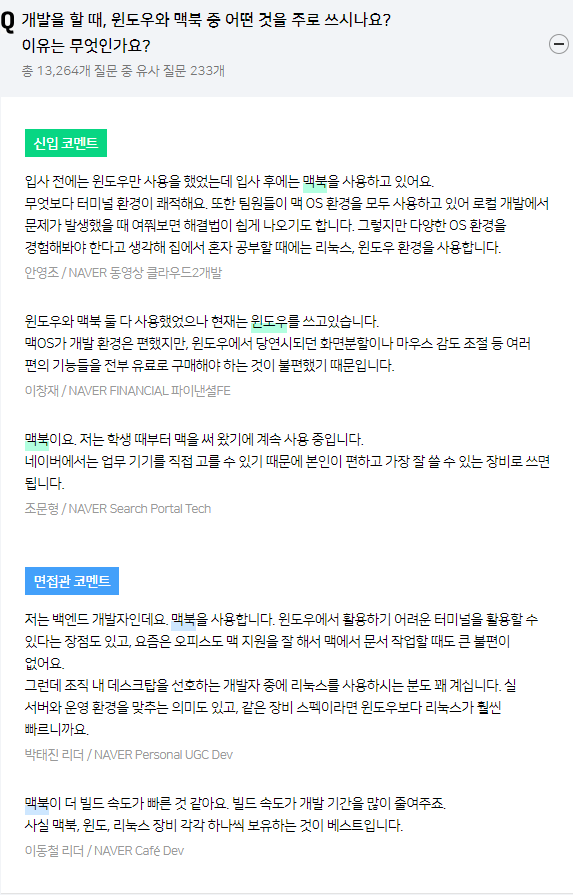 Q 개발을 할 때, 윈도우와 맥북 중 어떤 것을 주로 쓰시나요?
이유는 무엇인가요?
총 13,264개 질문 중 유사 질문 233개
신입 코멘트
입사 전에는 윈도우만 사용을 했었는데 입사 후에는 맥북을 사용하고 있어요.
무엇보다 터미널 환경이 쾌적해요. 또한 팀원들이 맥 OS 환경을 모두 사용하고 있어 로컬 개발에서
문제가 발생했을 때 여쭤보면 해결법이 쉽게 나오기도 합니다. 그렇지만 다양한 OS 환경을
경험해봐야 한다고 생각해 집에서 혼자 공부할 때에는 리눅스, 윈도우 환경을 사용합니다.
안영조 / NAVER 동영상 클라우드2개발
윈도우와 맥북 둘 다 사용했었으나 현재는 윈도우를 쓰고있습니다.
맥OS가 개발 환경은 편했지만, 윈도우에서 당연시되던 화면분할이나 마우스 감도 조절 등 여러
편의 기능들을 전부 유료로 구매해야 하는 것이 불편했기 때문입니다.
이창재 / NAVER FINANCIAL 파이낸셜FE
맥북이요. 저는 학생 때부터 맥을 써 왔기에 계속 사용 중입니다.
네이버에서는 업무 기기를 직접 고를 수 있기 때문에 본인이 편하고 가장 잘 쓸 수 있는 장비로 쓰면
됩니다.
조문형 / NAVER Search Portal Tech
면접관 코멘트
저는 백엔드 개발자인데요. 맥북을 사용합니다. 윈도우에서 활용하기 어려운 터미널을 활용할 수
있다는 장점도 있고, 요즘은 오피스도 맥 지원을 잘 해서 맥에서 문서 작업할 때도 큰 불편이
없어요.
그런데 조직 내 데스크탑을 선호하는 개발자 중에 리눅스를 사용하시는 분도 꽤 계십니다. 실
서버와 운영 환경을 맞추는 의미도 있고, 같은 장비 스펙이라면 윈도우보다 리눅스가 훨씬
빠르니까요.
박태진 리더 / NAVER Personal UGC Dev
맥북이 더 빌드 속도가 빠른 것 같아요. 빌드 속도가 개발 기간을 많이 줄여주죠.
사실 맥북, 윈도, 리눅스 장비 각각 하나씩 보유하는 것이 베스트입니다.
이동철 리더 / NAVER Café Dev